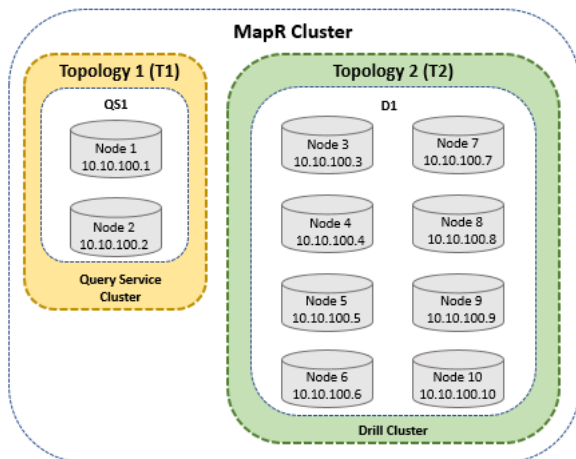 MapR Cluster
Topology 1 (T1)
QS1
Node 1
10.10.100.1
Node 2
10.10.100.2
Query Service
Cluster
Topology 2 (T2)
D1
Node 3
10.10.100.3
Node 7
10.10.100.7
Node 4
10.10.100.4
Node 8
10.10.100.8
Node 5
10.10.100.5
Node 9
10.10.100.9
Node 6
10.10.100.6
Node 10
10.10.100.10
Drill Cluster